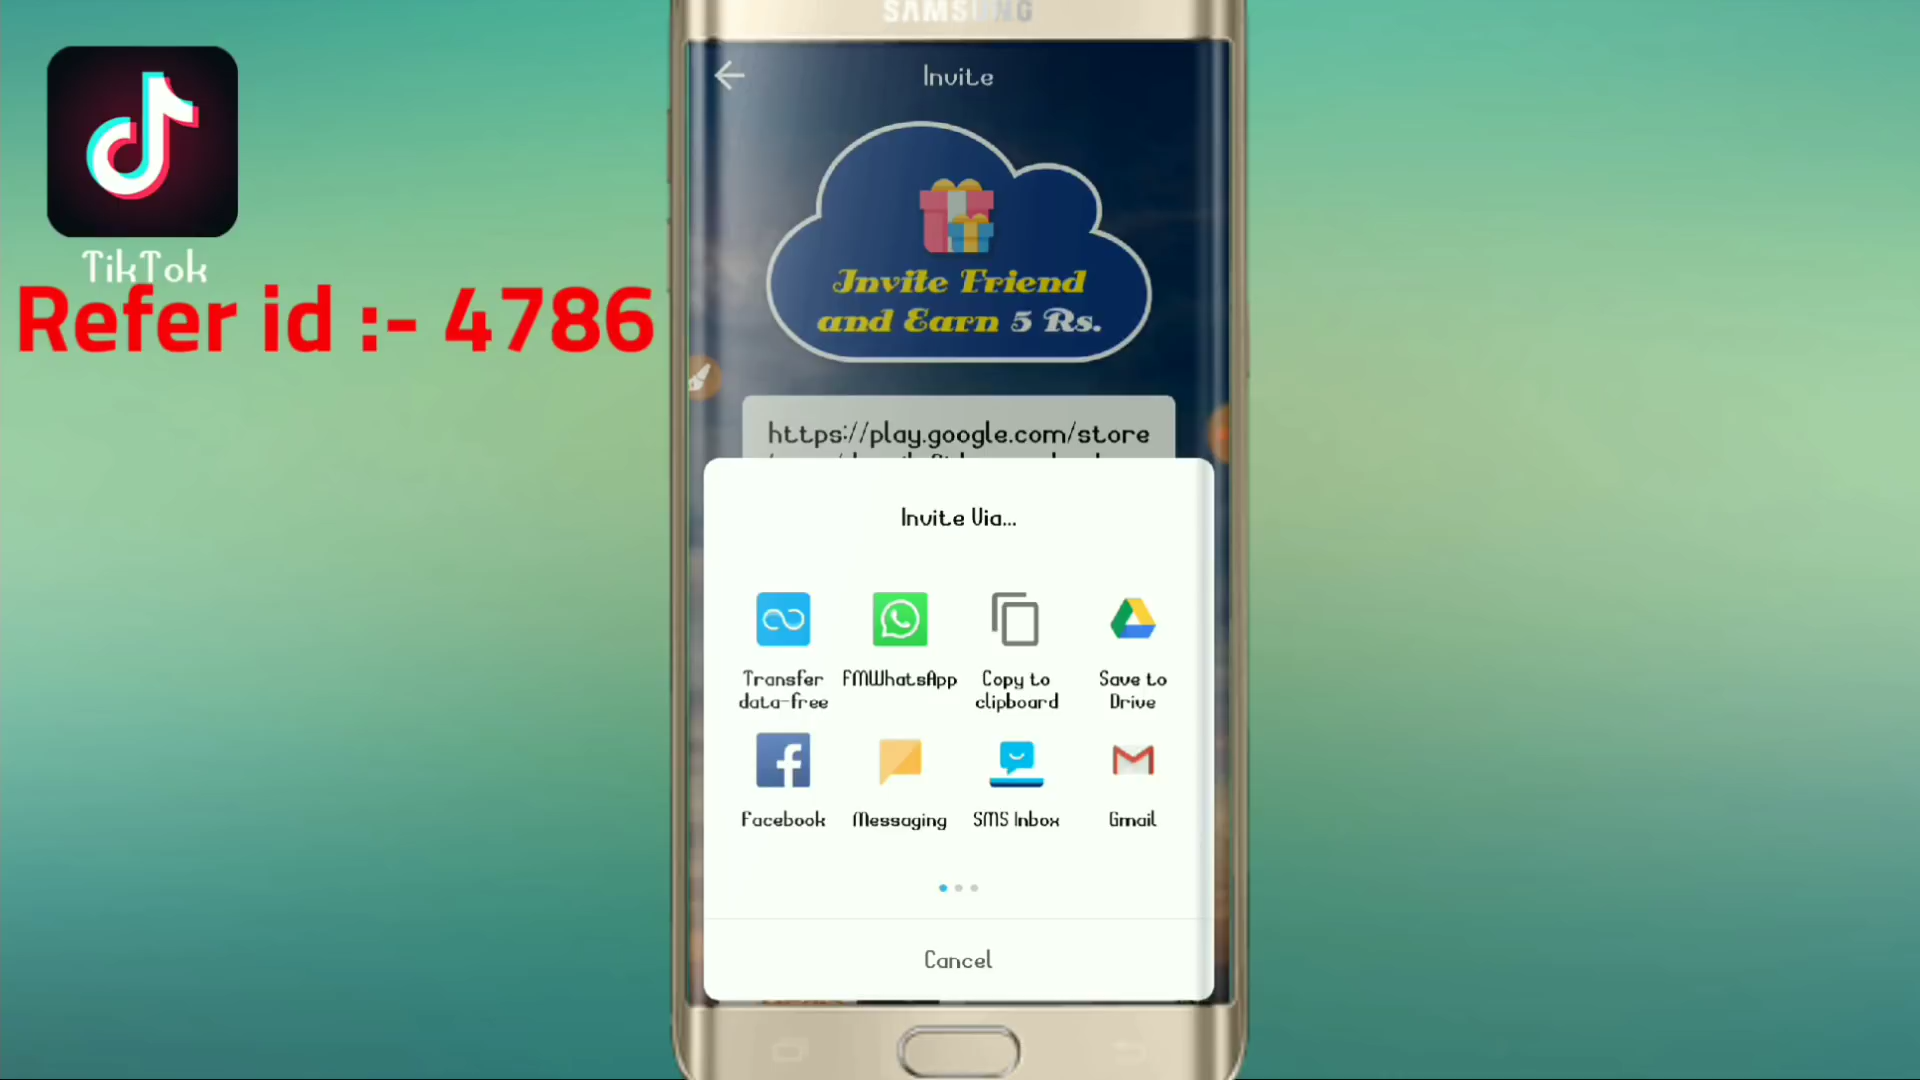 SAMSUNG
Invite
TikTok
Refer id :- 4786
Invite Friend
and Earn 5 Rs.
https://play.google.com/store
Invite Via...
Transfer data-free
FMWhatsApp
Copy to clipboard
Save to Drive
Facebook
Messaging
SMS Inbox
Gmail
Cancel